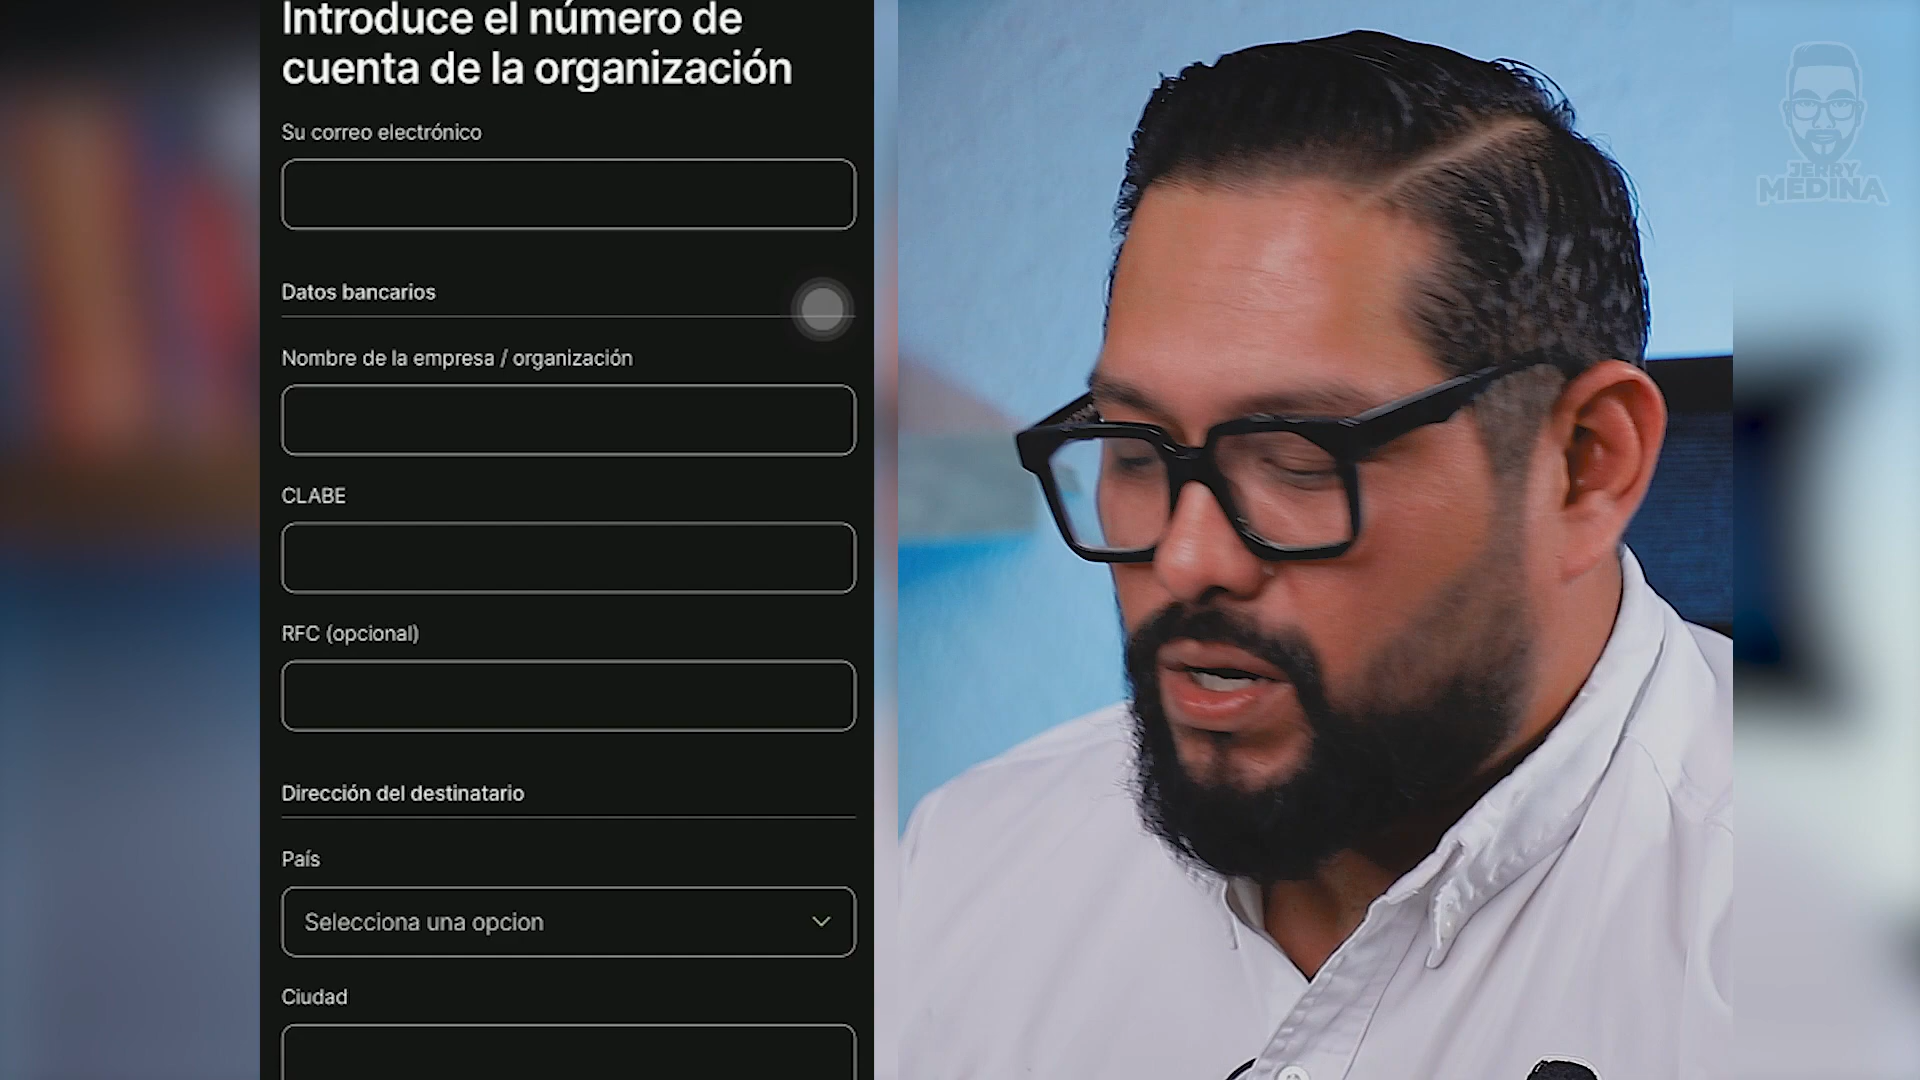 Introduce el número de
cuenta de la organización
Su correo electrónico
Datos bancarios
Nombre de la empresa / organización
CLABE
RFC (opcional)
Dirección del destinatario
País
Selecciona una opcion
Ciudad
JERRY
MEDINA